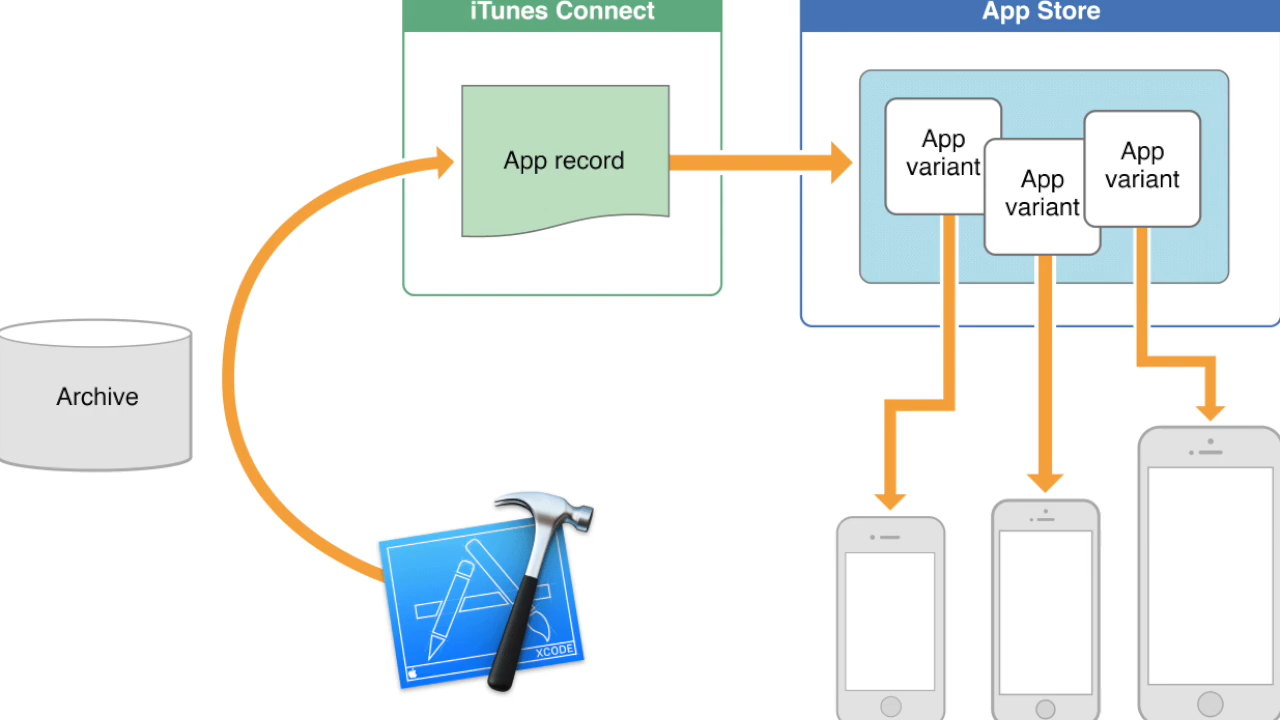 iTunes Connect
App Store
App record
App
variant
App
variant
App
variant
Archive
XCODE